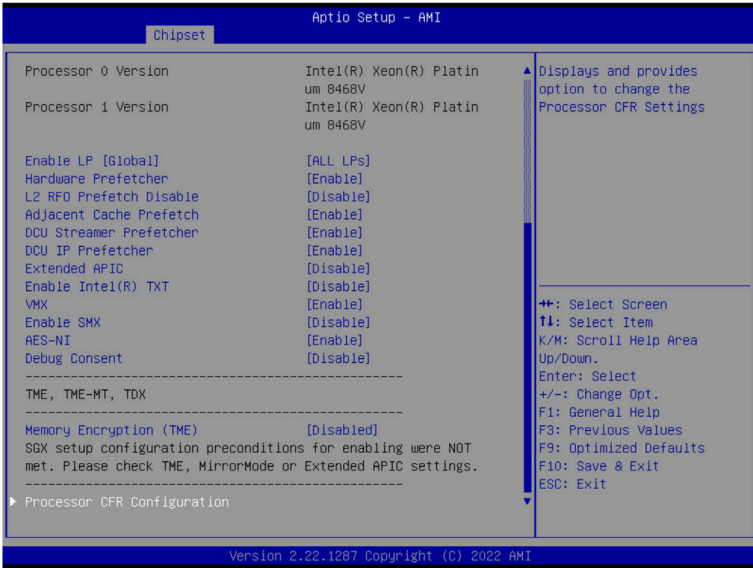 Aptio Setup – AMI
Chipset
Processor 0 Version Intel(R) Xeon(R) Platin
um 8468V
Processor 1 Version Intel(R) Xeon(R) Platin
um 8468V
Enable LP [Global] [ALL LPs]
Hardware Prefetcher [Enable]
L2 RFO Prefetch Disable [Disable]
Adjacent Cache Prefetch [Enable]
DCU Streamer Prefetcher [Enable]
DCU IP Prefetcher [Enable]
Extended APIC [Disable]
Enable Intel(R) TXT [Disable]
VMX [Enable]
Enable SMX [Disable]
AES-NI [Enable]
Debug Consent [Disable]
--------------------------------------------------
TME, TME-MT, TDX
--------------------------------------------------
Memory Encryption (TME) [Disabled]
SGX setup configuration preconditions for enabling were NOT
met. Please check TME, MirrorMode or Extended APIC settings.
--------------------------------------------------
Processor CFR Configuration
Displays and provides
option to change the
Processor CFR Settings
→←: Select Screen
↑↓: Select Item
K/M: Scroll Help Area
Up/Down.
Enter: Select
+/-: Change Opt.
F1: General Help
F3: Previous Values
F9: Optimized Defaults
F10: Save & Exit
ESC: Exit
Version 2.22.1287 Copyright (C) 2022 AMI